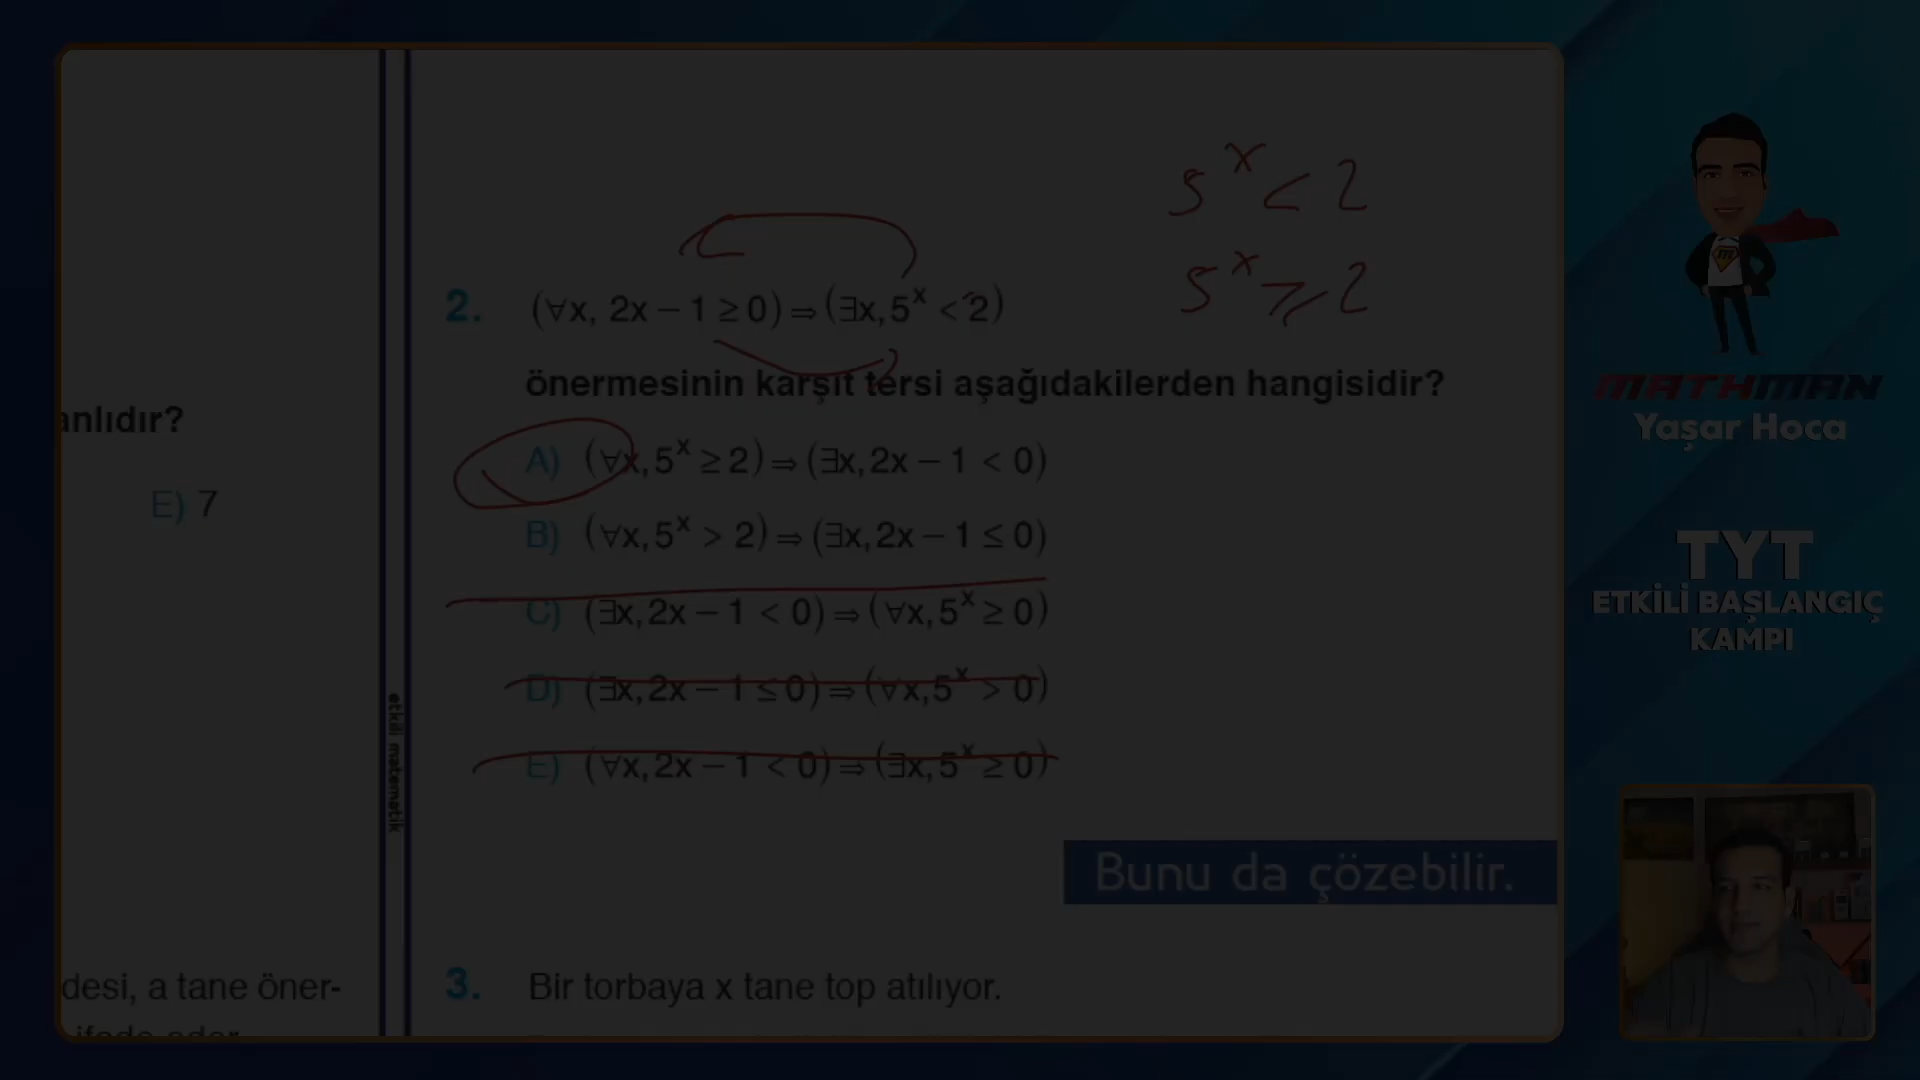 anlıdır?
E) 7
desi, a tane öner-
ifade eder
etkili matematik
5^x < 2
5^x ≥ 2
2. (∀x, 2x − 1 ≥ 0) ⇒ (∃x, 5^x < 2)
önermesinin karşıt tersi aşağıdakilerden hangisidir?
A) (∀x, 5^x ≥ 2) ⇒ (∃x, 2x − 1 < 0)
B) (∀x, 5^x > 2) ⇒ (∃x, 2x − 1 ≤ 0)
C) (∃x, 2x − 1 < 0) ⇒ (∀x, 5^x ≥ 0)
D) (∃x, 2x − 1 ≤ 0) ⇒ (∀x, 5^x > 0)
E) (∀x, 2x − 1 < 0) ⇒ (∃x, 5^x ≥ 0)
Bunu da çözebilir.
3. Bir torbaya x tane top atılıyor.
m
MATHMAN
Yaşar Hoca
TYT
ETKİLİ BAŞLANGIÇ
KAMPI